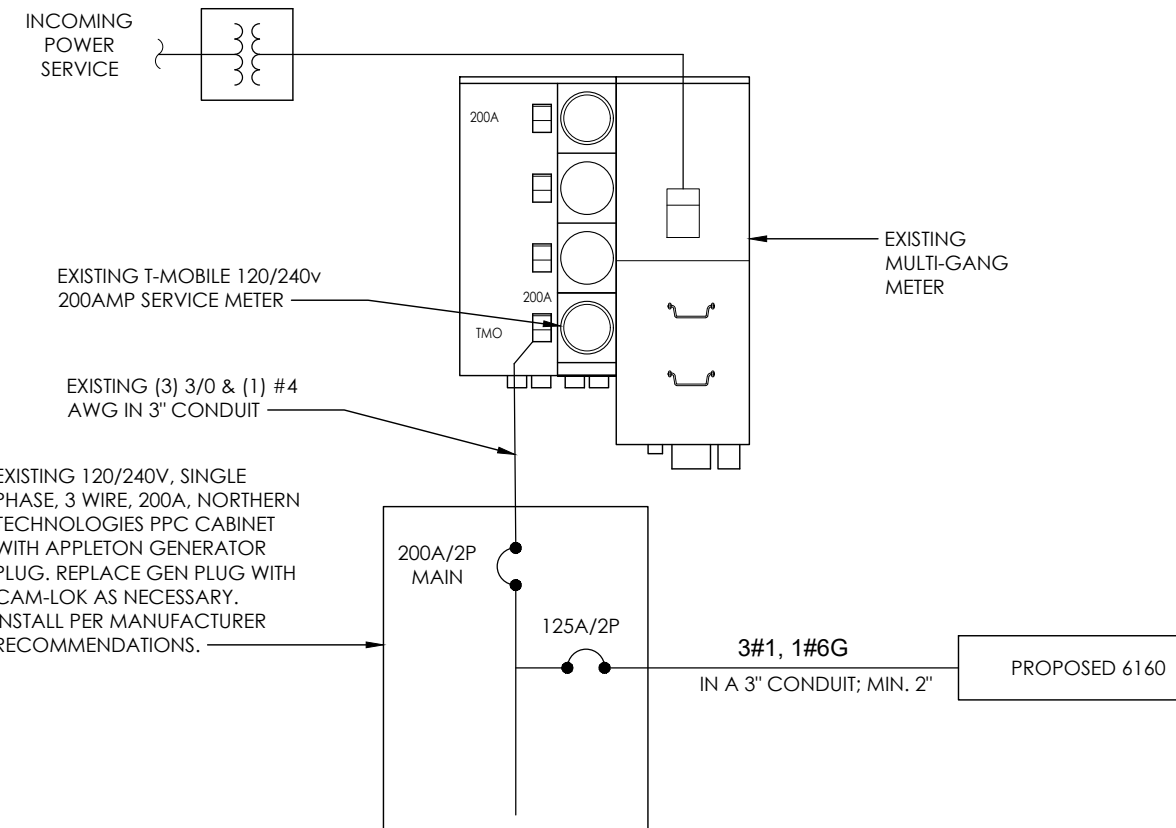 INCOMING
POWER
SERVICE
200A
EXISTING
MULTI-GANG
METER
EXISTING T-MOBILE 120/240v
200AMP SERVICE METER
200A
TMO
EXISTING (3) 3/0 & (1) #4
AWG IN 3" CONDUIT
EXISTING 120/240V, SINGLE
PHASE, 3 WIRE, 200A, NORTHERN
TECHNOLOGIES PPC CABINET
WITH APPLETON GENERATOR
PLUG. REPLACE GEN PLUG WITH
CAM-LOK AS NECESSARY.
INSTALL PER MANUFACTURER
RECOMMENDATIONS.
200A/2P
MAIN
125A/2P
3#1, 1#6G
IN A 3" CONDUIT; MIN. 2"
PROPOSED 6160